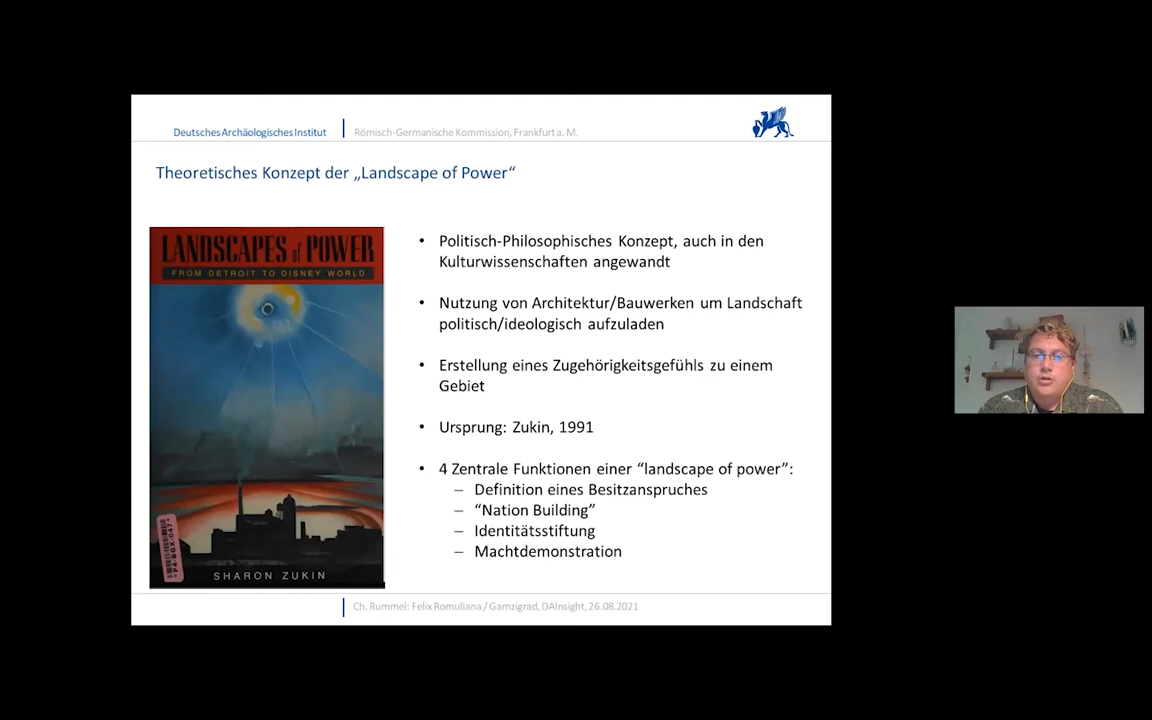 Deutsches Archäologisches Institut
Römisch-Germanische Kommission, Frankfurt a. M.
Theoretisches Konzept der „Landscape of Power“
LANDSCAPES of POWER
FROM DETROIT TO DISNEY WORLD
SHARON ZUKIN
• Politisch-Philosophisches Konzept, auch in den
Kulturwissenschaften angewandt
• Nutzung von Architektur/Bauwerken um Landschaft
politisch/ideologisch aufzuladen
• Erstellung eines Zugehörigkeitsgefühls zu einem
Gebiet
• Ursprung: Zukin, 1991
• 4 Zentrale Funktionen einer “landscape of power”:
– Definition eines Besitzanspruches
– “Nation Building”
– Identitätsstiftung
– Machtdemonstration
Ch. Rummel: Felix Romuliana / Gamzigrad, DAInsight, 26.08.2021